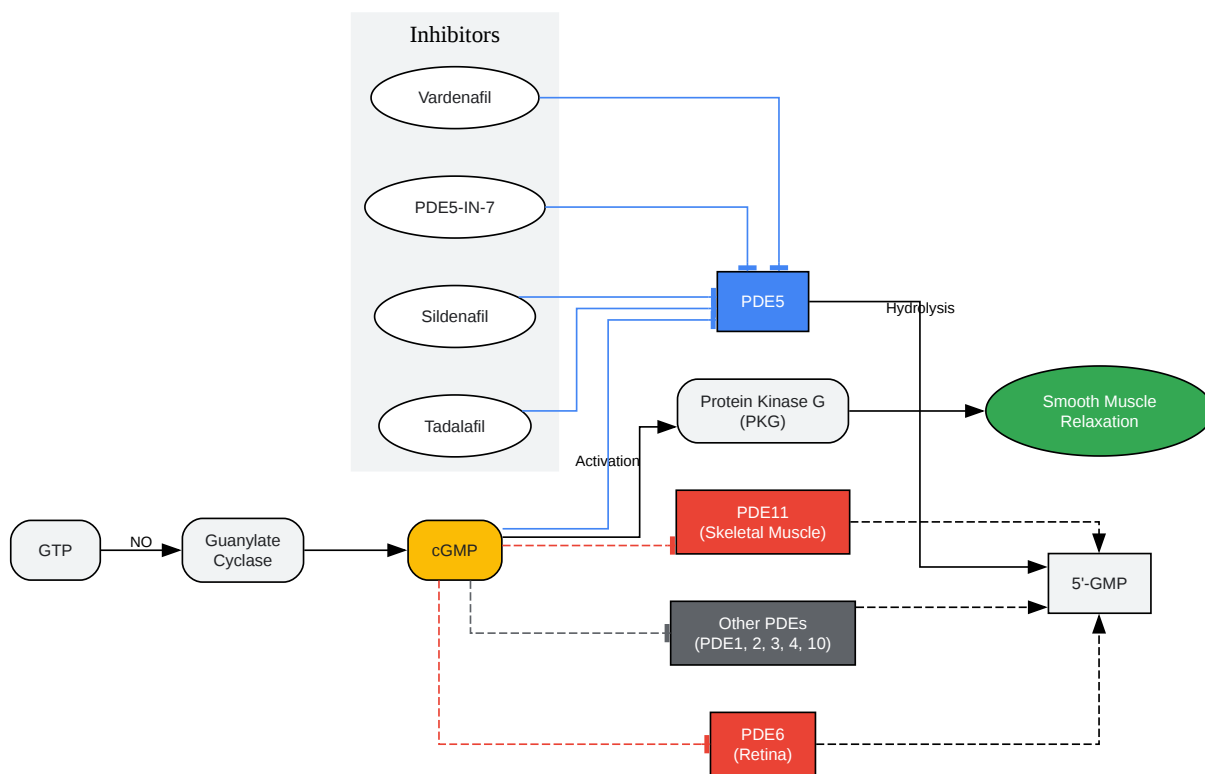 Inhibitors
Vardenafil
PDE5-IN-7
Sildenafil
Tadalafil
PDE5
Hydrolysis
Protein Kinase G
(PKG)
Smooth Muscle
Relaxation
Activation
GTP
NO
Guanylate
Cyclase
cGMP
PDE11
(Skeletal Muscle)
5'-GMP
Other PDEs
(PDE1, 2, 3, 4, 10)
PDE6
(Retina)